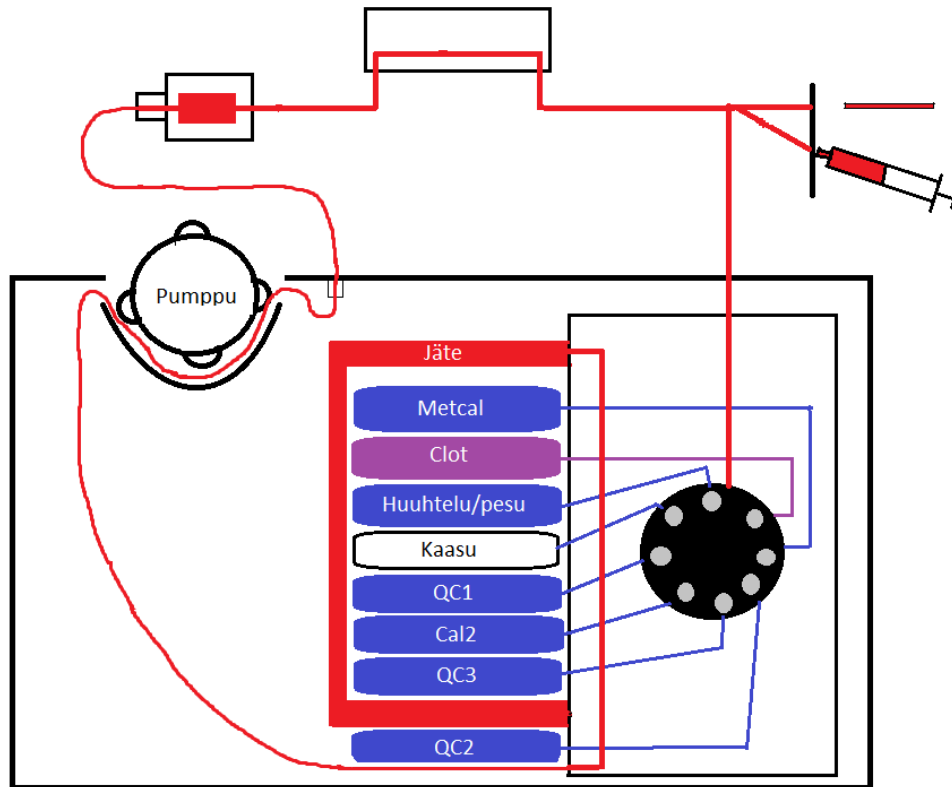 Pumppu
Jäte
Metcal
Clot
Huuhtelu/pesu
Kaasu
QC1
Cal2
QC3
QC2